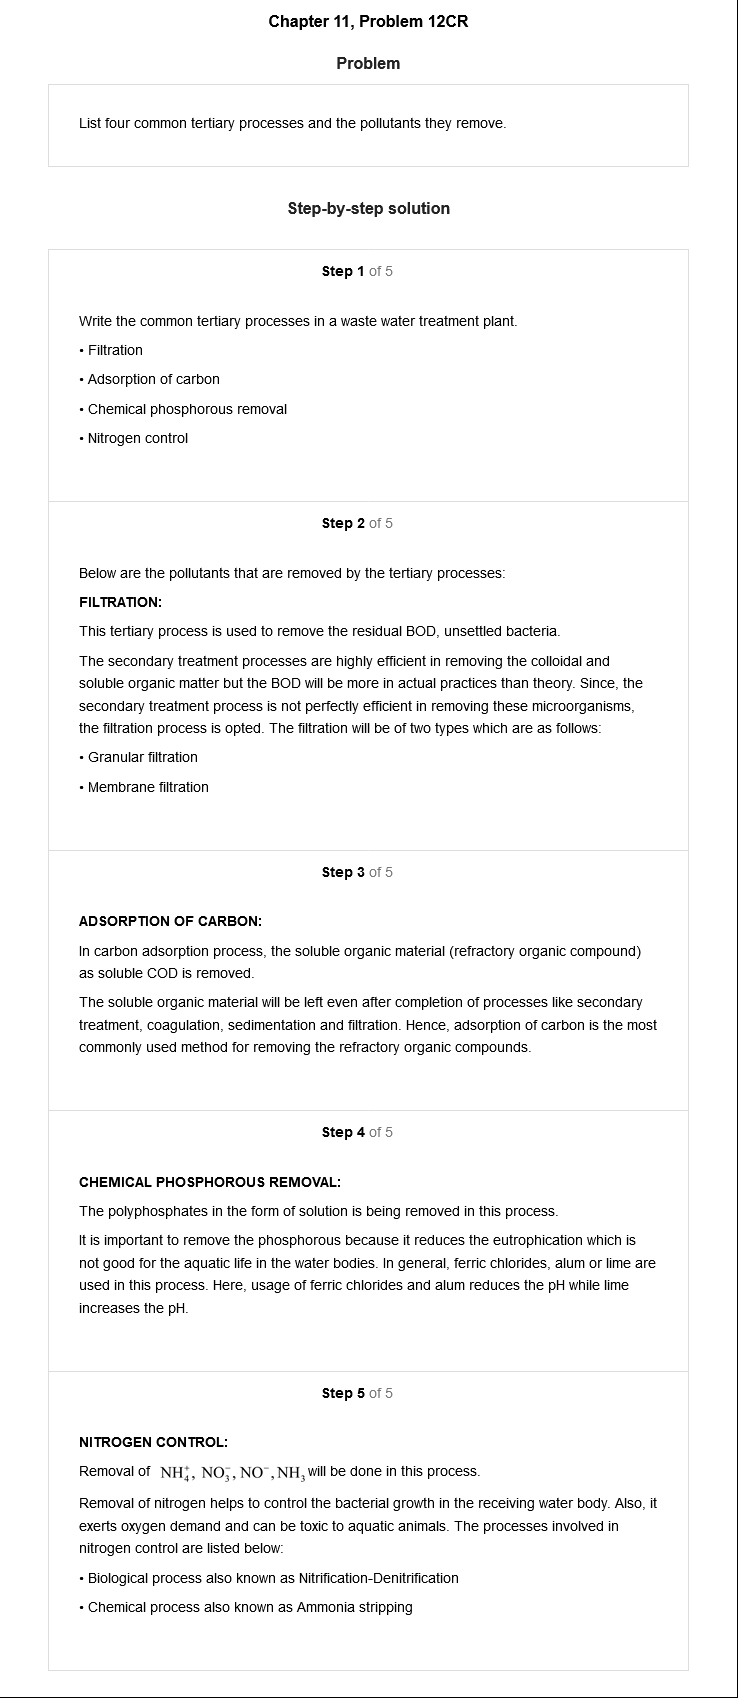 Chapter 11, Problem 12CR
Problem
List four common tertiary processes and the pollutants they remove.
Step-by-step solution
Step 1 of 5
Write the common tertiary processes in a waste water treatment plant.
• Filtration
• Adsorption of carbon
• Chemical phosphorous removal
• Nitrogen control
Step 2 of 5
Below are the pollutants that are removed by the tertiary processes:
FILTRATION:
This tertiary process is used to remove the residual BOD, unsettled bacteria.
The secondary treatment processes are highly efficient in removing the colloidal and
soluble organic matter but the BOD will be more in actual practices than theory. Since, the
secondary treatment process is not perfectly efficient in removing these microorganisms,
the filtration process is opted. The filtration will be of two types which are as follows:
• Granular filtration
• Membrane filtration
Step 3 of 5
ADSORPTION OF CARBON:
In carbon adsorption process, the soluble organic material (refractory organic compound)
as soluble COD is removed.
The soluble organic material will be left even after completion of processes like secondary
treatment, coagulation, sedimentation and filtration. Hence, adsorption of carbon is the most
commonly used method for removing the refractory organic compounds.
Step 4 of 5
CHEMICAL PHOSPHOROUS REMOVAL:
The polyphosphates in the form of solution is being removed in this process.
It is important to remove the phosphorous because it reduces the eutrophication which is
not good for the aquatic life in the water bodies. In general, ferric chlorides, alum or lime are
used in this process. Here, usage of ferric chlorides and alum reduces the pH while lime
increases the pH.
Step 5 of 5
NITROGEN CONTROL:
Removal of NH₄⁺, NO₃⁻, NO⁻, NH₃ will be done in this process.
Removal of nitrogen helps to control the bacterial growth in the receiving water body. Also, it
exerts oxygen demand and can be toxic to aquatic animals. The processes involved in
nitrogen control are listed below:
• Biological process also known as Nitrification-Denitrification
• Chemical process also known as Ammonia stripping